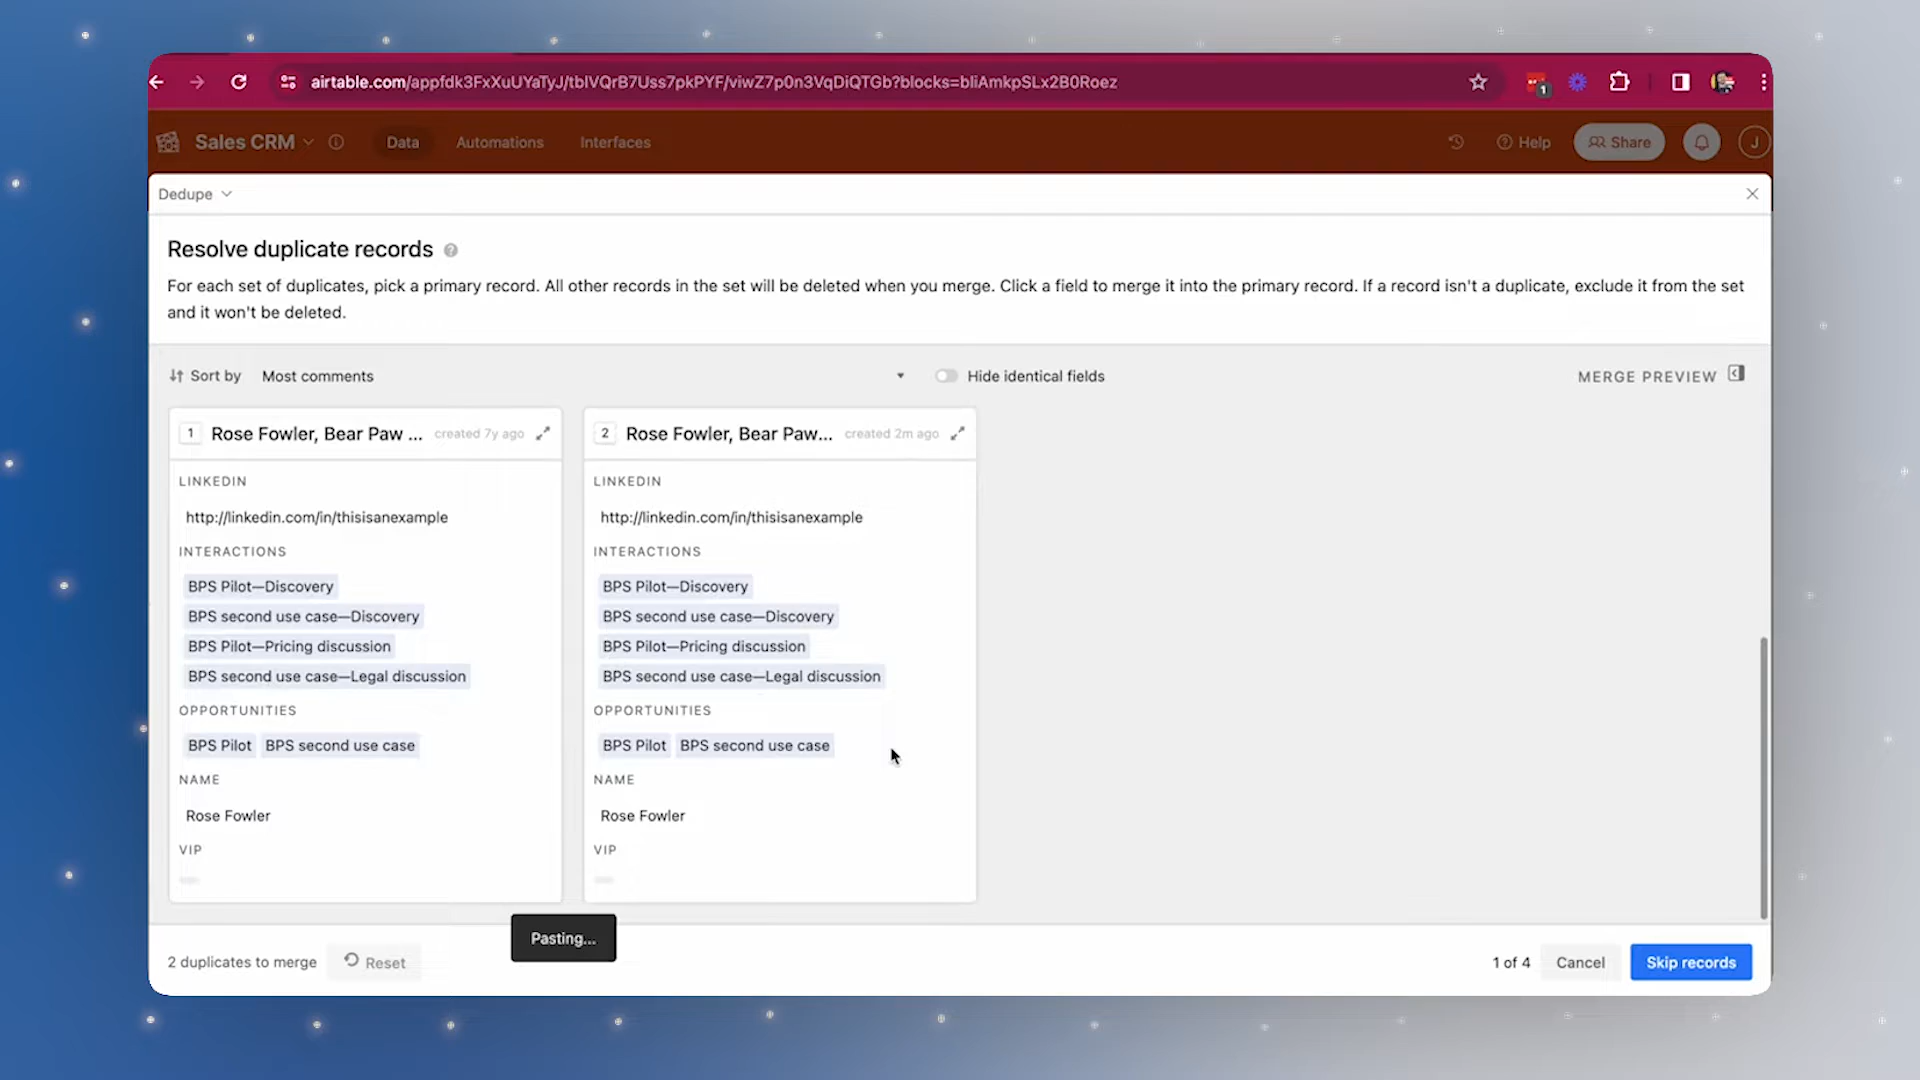 airtable.com/appfdk3FxXuUYaTyJ/tblVQrB7Uss7pkPYF/viwZ7p0n3VqDiQTGb?blocks=bliAmkpSLx2B0Roez
1
Sales CRM Data Automations Interfaces Help Share J
Dedupe
Resolve duplicate records
For each set of duplicates, pick a primary record. All other records in the set will be deleted when you merge. Click a field to merge it into the primary record. If a record isn't a duplicate, exclude it from the set
and it won't be deleted.
Sort by Most comments Hide identical fields MERGE PREVIEW
1 Rose Fowler, Bear Paw ... created 7y ago
LINKEDIN
http://linkedin.com/in/thisisanexample
INTERACTIONS
BPS Pilot—Discovery
BPS second use case—Discovery
BPS Pilot—Pricing discussion
BPS second use case—Legal discussion
OPPORTUNITIES
BPS Pilot BPS second use case
NAME
Rose Fowler
VIP
2 Rose Fowler, Bear Paw... created 2m ago
LINKEDIN
http://linkedin.com/in/thisisanexample
INTERACTIONS
BPS Pilot—Discovery
BPS second use case—Discovery
BPS Pilot—Pricing discussion
BPS second use case—Legal discussion
OPPORTUNITIES
BPS Pilot BPS second use case
NAME
Rose Fowler
VIP
Pasting...
2 duplicates to merge Reset 1 of 4 Cancel Skip records